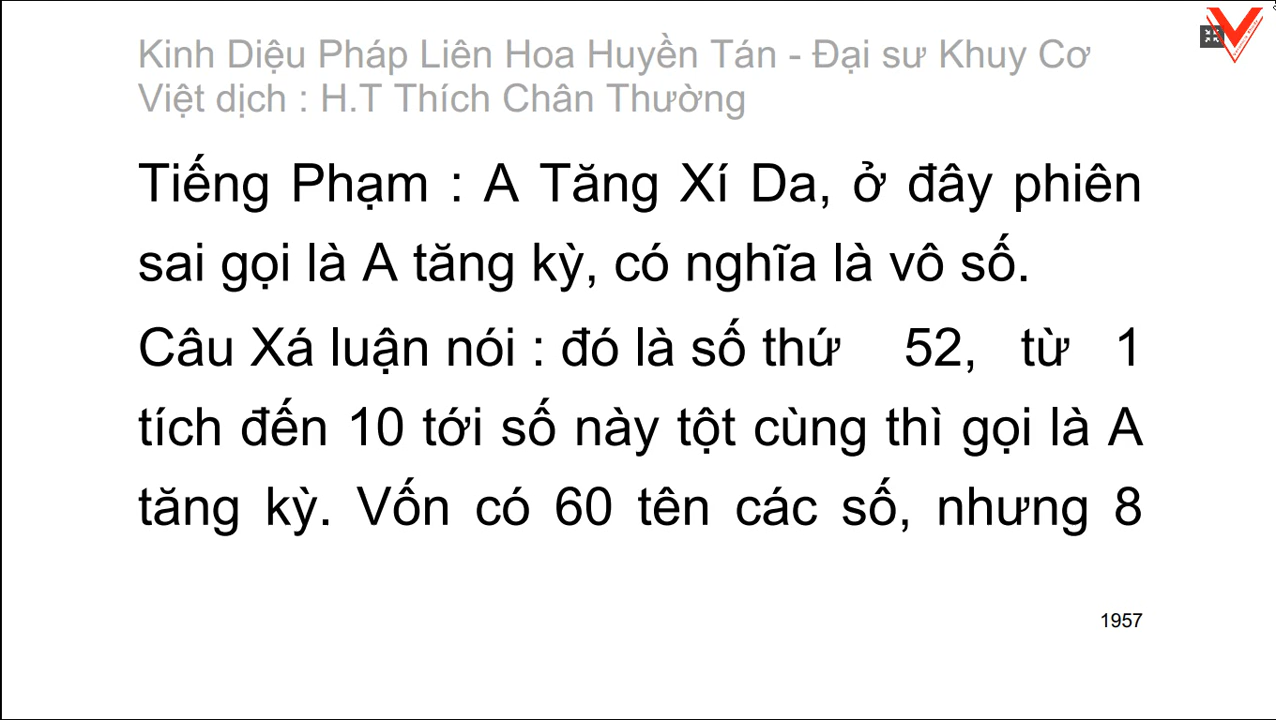 Kinh Diệu Pháp Liên Hoa Huyền Tán - Đại sư Khuy Cơ
Việt dịch : H.T Thích Chân Thường
Tiếng Phạm : A Tăng Xí Da, ở đây phiên
sai gọi là A tăng kỳ, có nghĩa là vô số.
Câu Xá luận nói : đó là số thứ 52, từ 1
tích đến 10 tới số này tột cùng thì gọi là A
tăng kỳ. Vốn có 60 tên các số, nhưng 8
1957